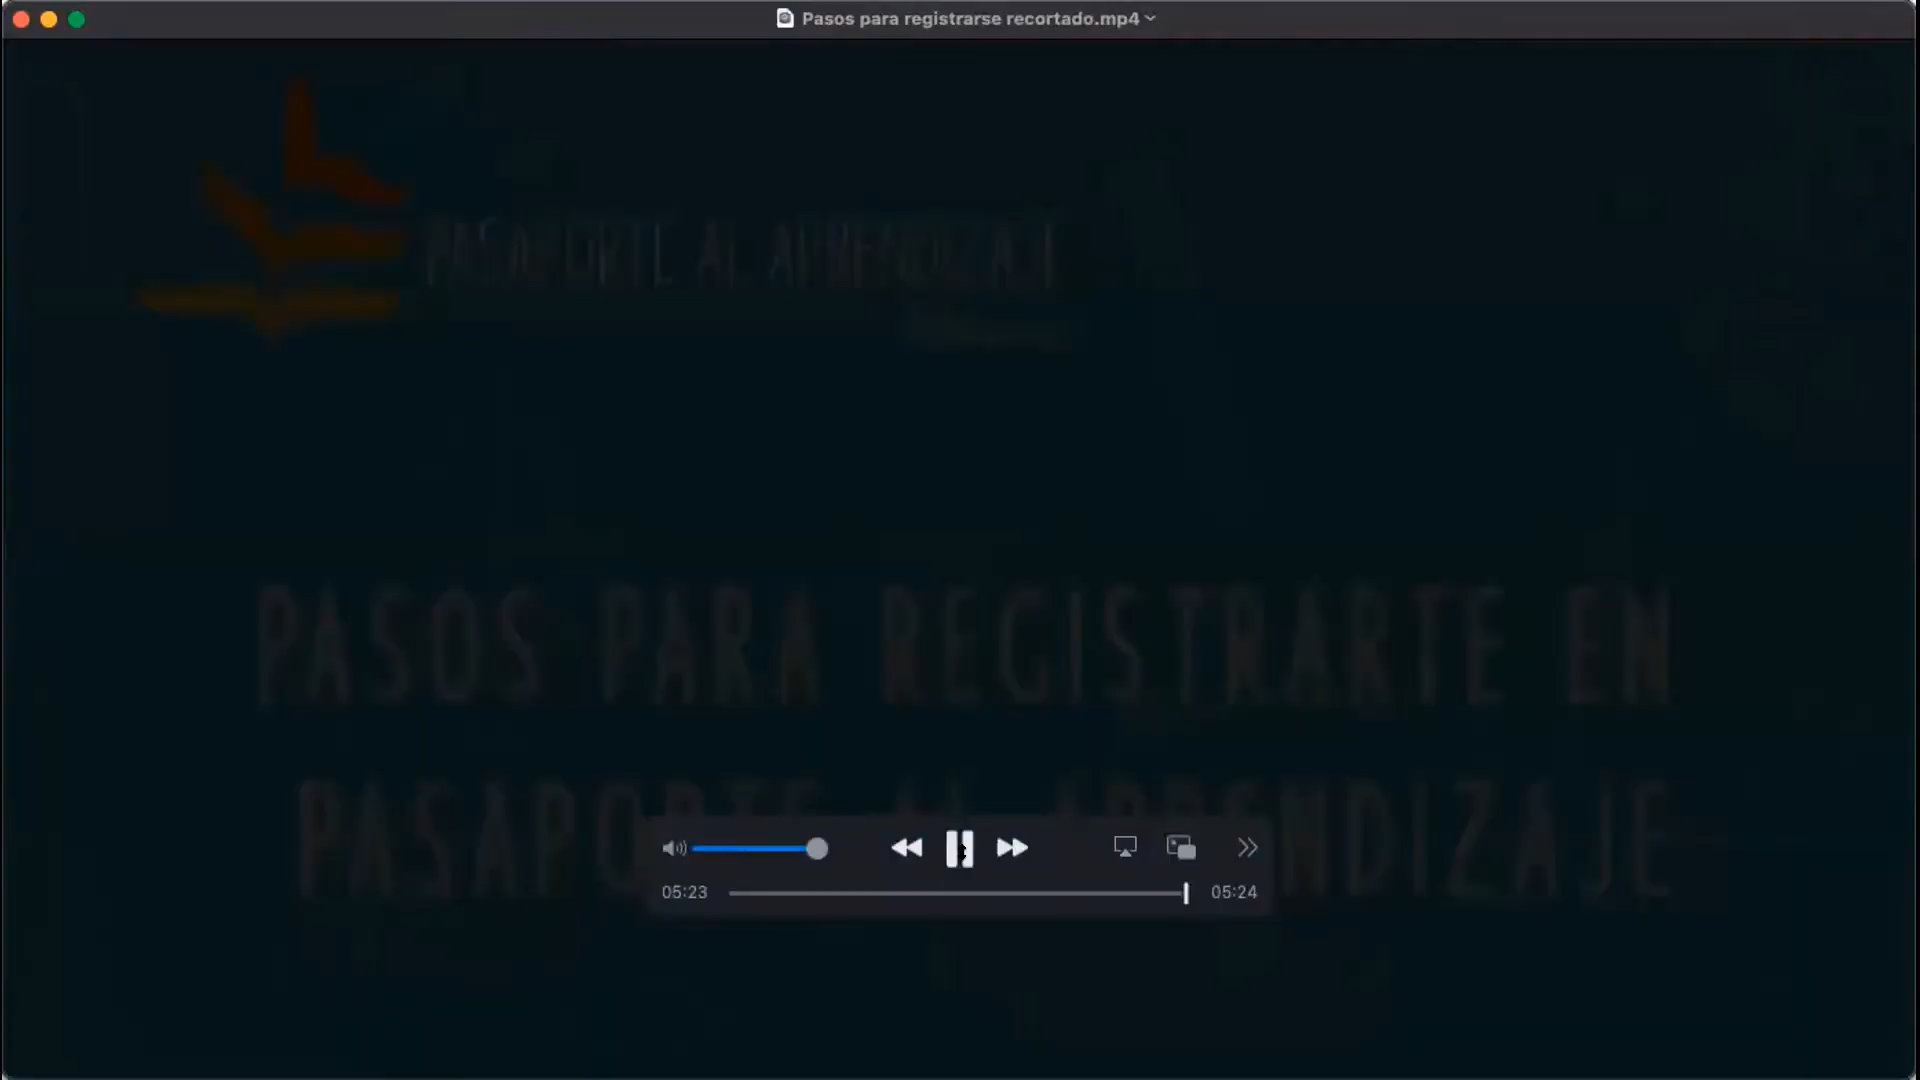 Pasos para registrarse recortado.mp4
PASAPORTE AL APRENDIZAJE
PASOS PARA REGISTRARTE EN
PASAPORTE AL APRENDIZAJE
05:23
05:24